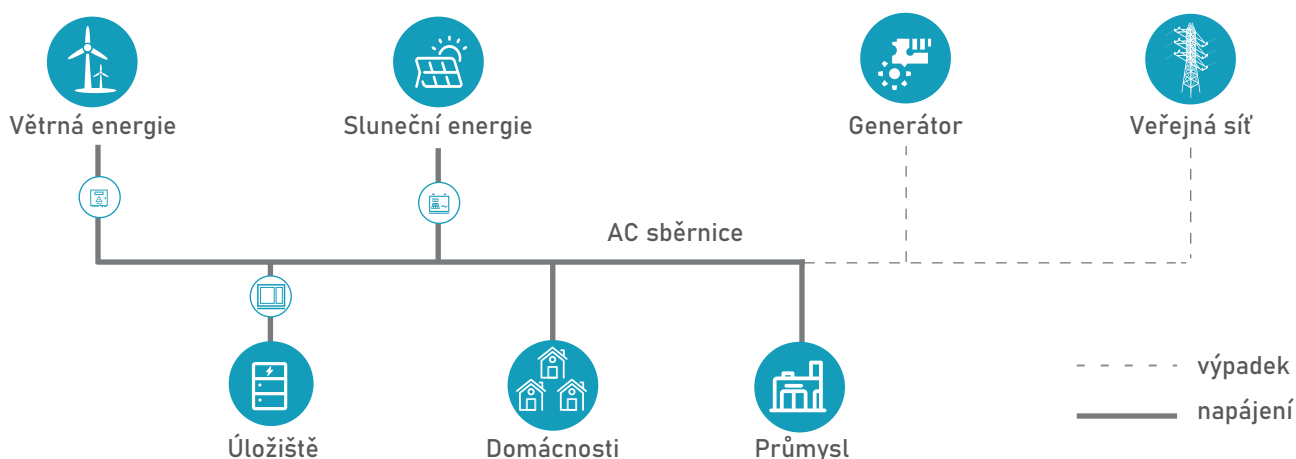 Větrná energie
Sluneční energie
Generátor
Veřejná síť
AC sběrnice
výpadek
napájení
Úložiště
Domácnosti
Průmysl